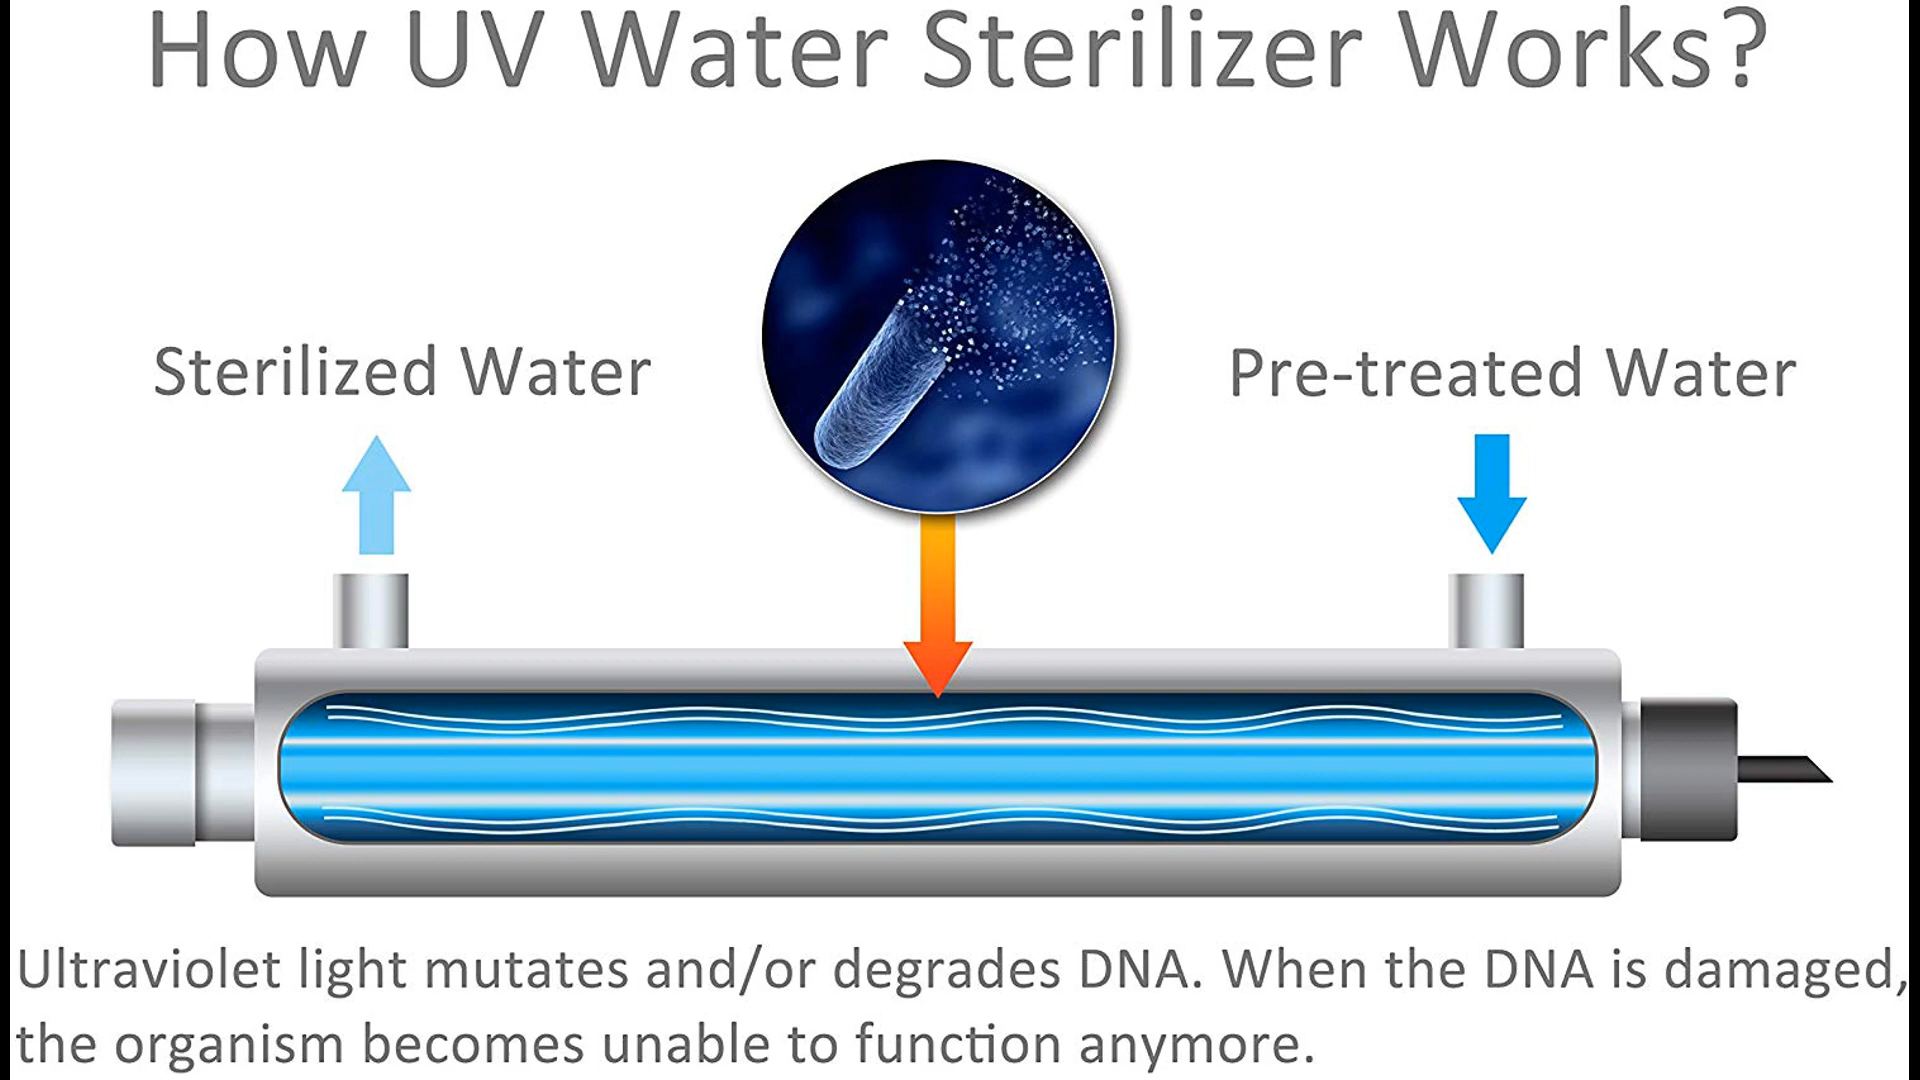 How UV Water Sterilizer Works?
Sterilized Water
Pre-treated Water
Ultraviolet light mutates and/or degrades DNA. When the DNA is damaged,
the organism becomes unable to function anymore.